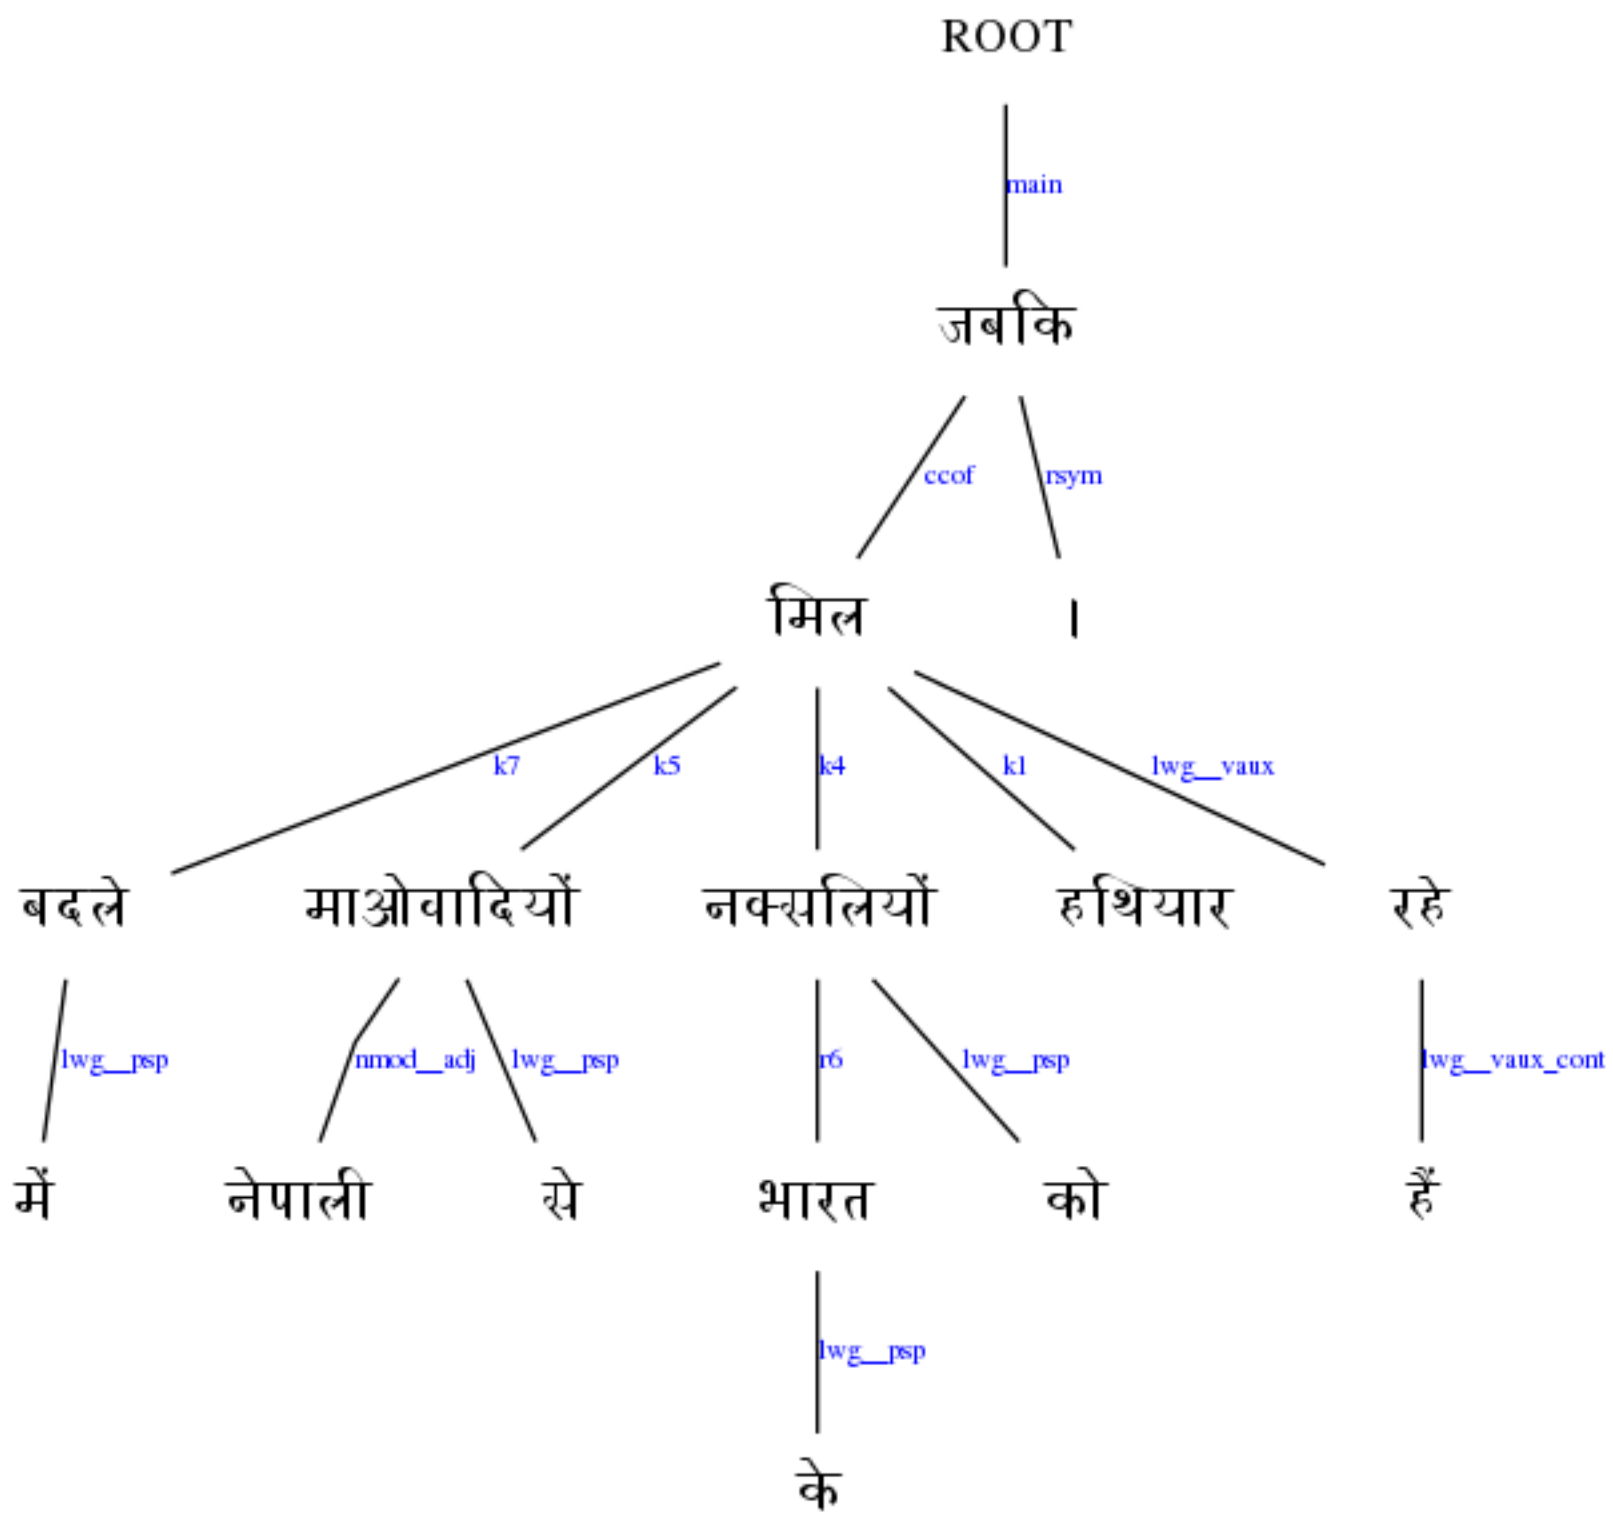 ROOT
main
जबकि
ccof rsym
मिल ।
k7 k5 k4 k1 lwg__vaux
बदले माओवादियों नक्सलियों हथियार रहे
lwg__psp nmod__adj lwg__psp r6 lwg__psp lwg__vaux_cont
में नेपाली से भारत को हैं
lwg__psp
के